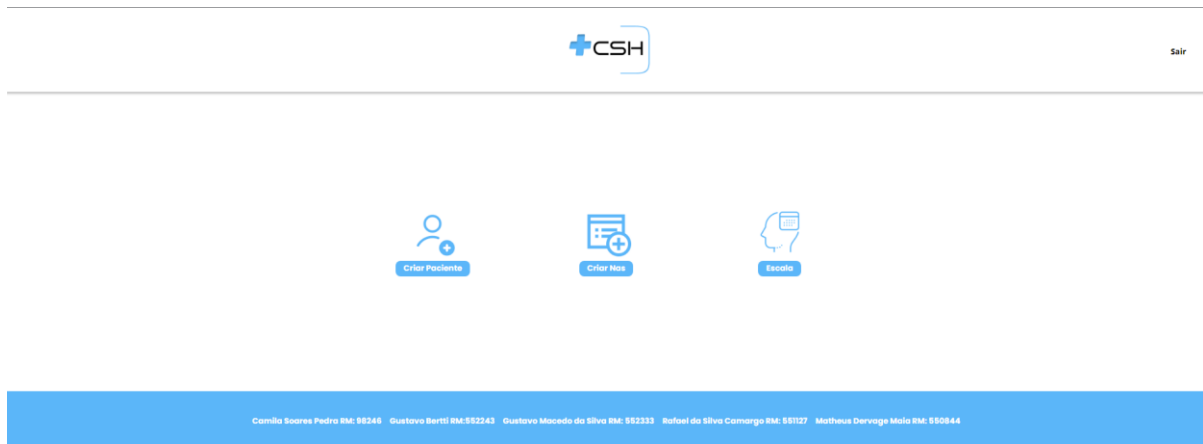 CSH
Sair
Criar Paciente
Criar Nas
Escala
Camila Soares Pedra RM: 98246 Gustavo Bertti RM:552243 Gustavo Macedo da Silva RM: 552333 Rafael da Silva Camargo RM: 551127 Matheus Dervage Maia RM: 550844